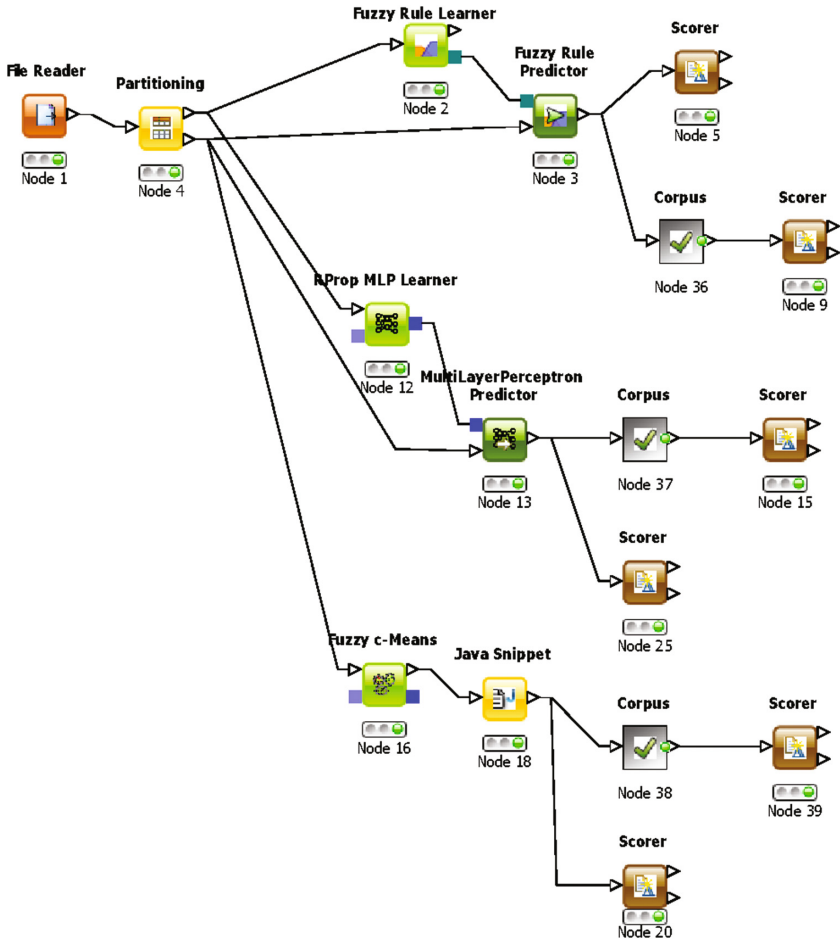 Fuzzy Rule Learner
Node 2
File Reader
Node 1
Partitioning
Node 4
Fuzzy Rule
Predictor
Node 3
Scorer
Node 5
Corpus
Node 36
Scorer
Node 9
RProp MLP Learner
Node 12
MultiLayerPerceptron
Predictor
Node 13
Corpus
Node 37
Scorer
Node 15
Scorer
Node 25
Fuzzy c-Means
Node 16
Java Snippet
Node 18
Corpus
Node 38
Scorer
Node 39
Scorer
Node 20